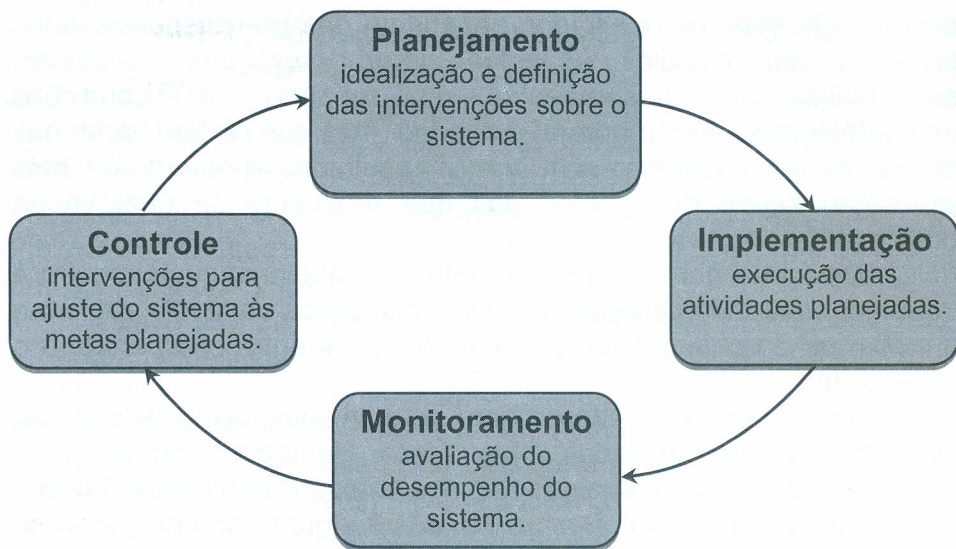 Planejamento
idealização e definição
das intervenções sobre o
sistema.
Controle
intervenções para
ajuste do sistema às
metas planejadas.
Implementação
execução das
atividades planejadas.
Monitoramento
avaliação do
desempenho do
sistema.